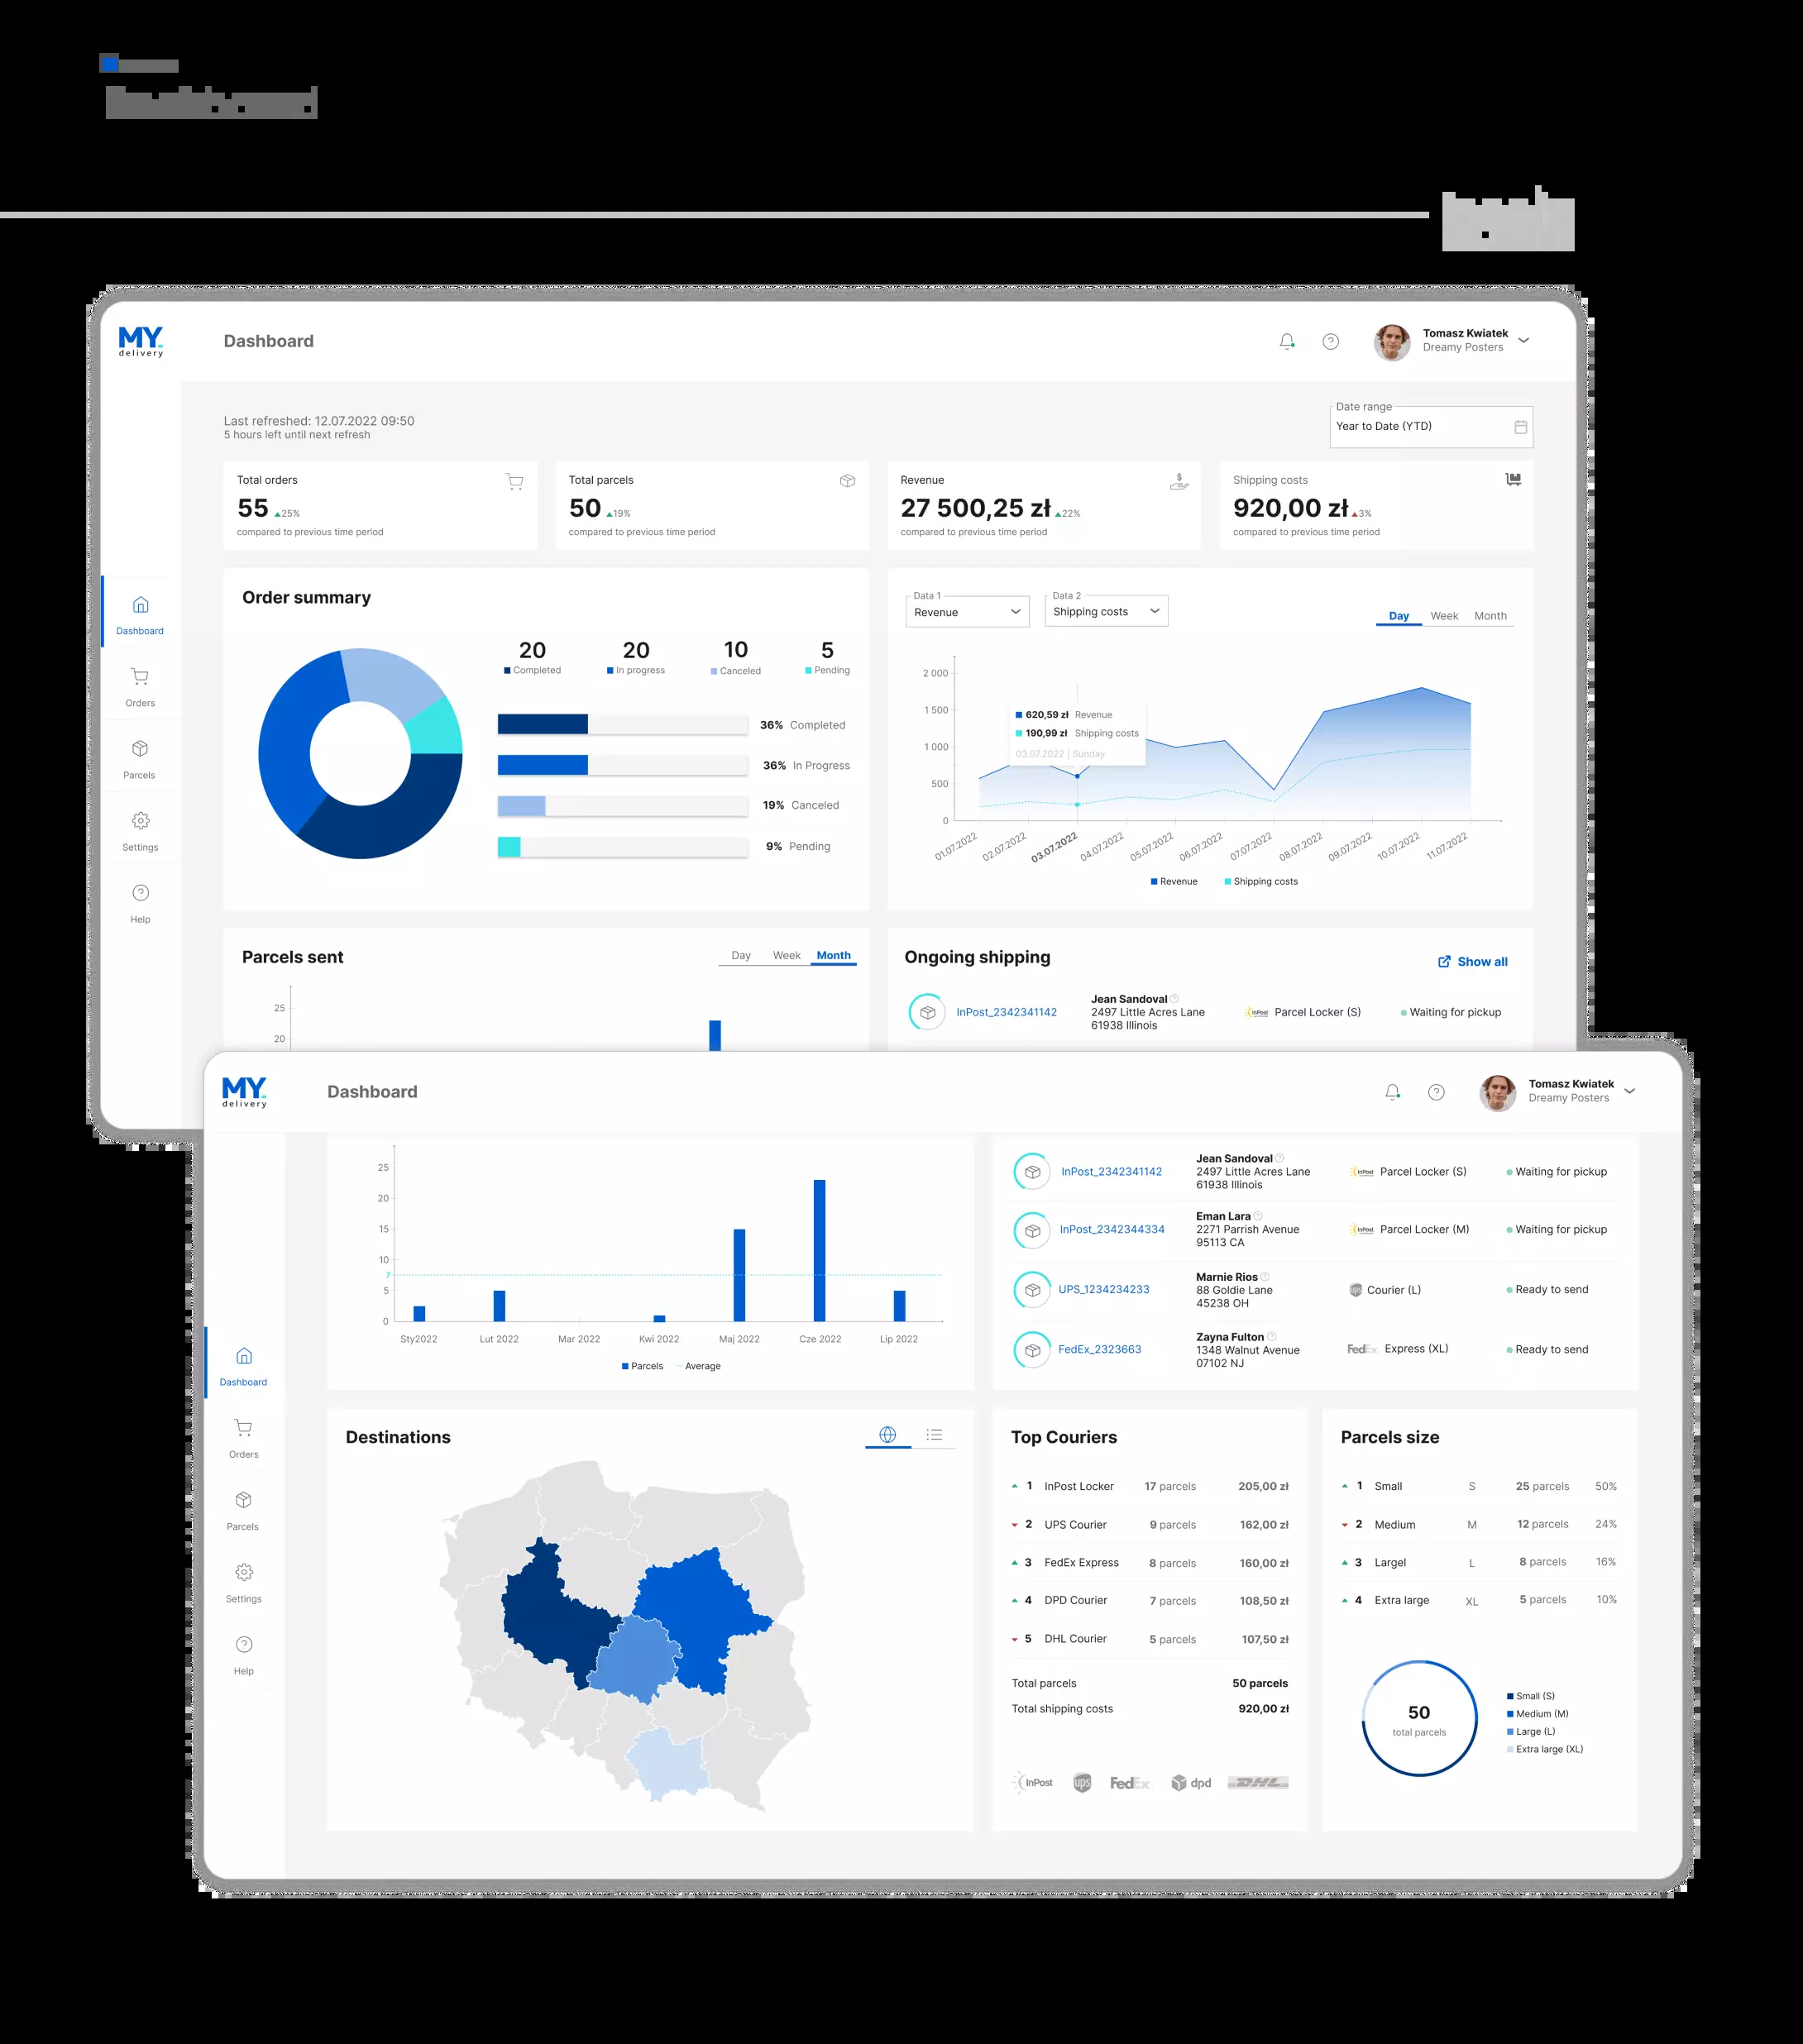 MY.
delivery
Dashboard
Tomasz Kwiatek
Dreamy Posters
Last refreshed: 12.07.2022 09:50
5 hours left until next refresh
Date range
Year to Date (YTD)
Total orders
55 25%
compared to previous time period
Total parcels
50 19%
compared to previous time period
Revenue
27 500,25 zł 22%
compared to previous time period
Shipping costs
920,00 zł 3%
compared to previous time period
Dashboard
Orders
Parcels
Settings
Help
Order summary
20 20 10 5
Completed In progress Canceled Pending
36% Completed
36% In Progress
19% Canceled
9% Pending
Data 1
Revenue
Data 2
Shipping costs
Day Week Month
2 000
1 500
1 000
500
0
620,59 zł Revenue
190,99 zł Shipping costs
03.07.2022 | Sunday
01.07.2022 02.07.2022 03.07.2022 04.07.2022 05.07.2022 06.07.2022 07.07.2022 08.07.2022 09.07.2022 10.07.2022 11.07.2022
Revenue Shipping costs
Parcels sent
Day Week Month
25
20
Ongoing shipping
Show all
InPost_2342341142
Jean Sandoval
2497 Little Acres Lane
61938 Illinois
InPost
Parcel Locker (S)
Waiting for pickup
MY.
delivery
Dashboard
Tomasz Kwiatek
Dreamy Posters
Dashboard
Orders
Parcels
Settings
Help
25
20
15
10
7
5
0
Sty2022 Lut 2022 Mar 2022 Kwi 2022 Maj 2022 Cze 2022 Lip 2022
Parcels Average
InPost_2342341142
Jean Sandoval
2497 Little Acres Lane
61938 Illinois
InPost
Parcel Locker (S)
Waiting for pickup
InPost_2342344334
Eman Lara
2271 Parrish Avenue
95113 CA
InPost
Parcel Locker (M)
Waiting for pickup
UPS_1234234233
Marnie Rios
88 Goldie Lane
45238 OH
ups
Courier (L)
Ready to send
FedEx_2323663
Zayna Fulton
1348 Walnut Avenue
07102 NJ
FedEx
Express (XL)
Ready to send
Destinations
Top Couriers
1 InPost Locker 17 parcels 205,00 zł
2 UPS Courier 9 parcels 162,00 zł
3 FedEx Express 8 parcels 160,00 zł
4 DPD Courier 7 parcels 108,50 zł
5 DHL Courier 5 parcels 107,50 zł
Total parcels 50 parcels
Total shipping costs 920,00 zł
InPost ups FedEx dpd DHL
Parcels size
1 Small S 25 parcels 50%
2 Medium M 12 parcels 24%
3 Largel L 8 parcels 16%
4 Extra large XL 5 parcels 10%
50
total parcels
Small (S)
Medium (M)
Large (L)
Extra large (XL)